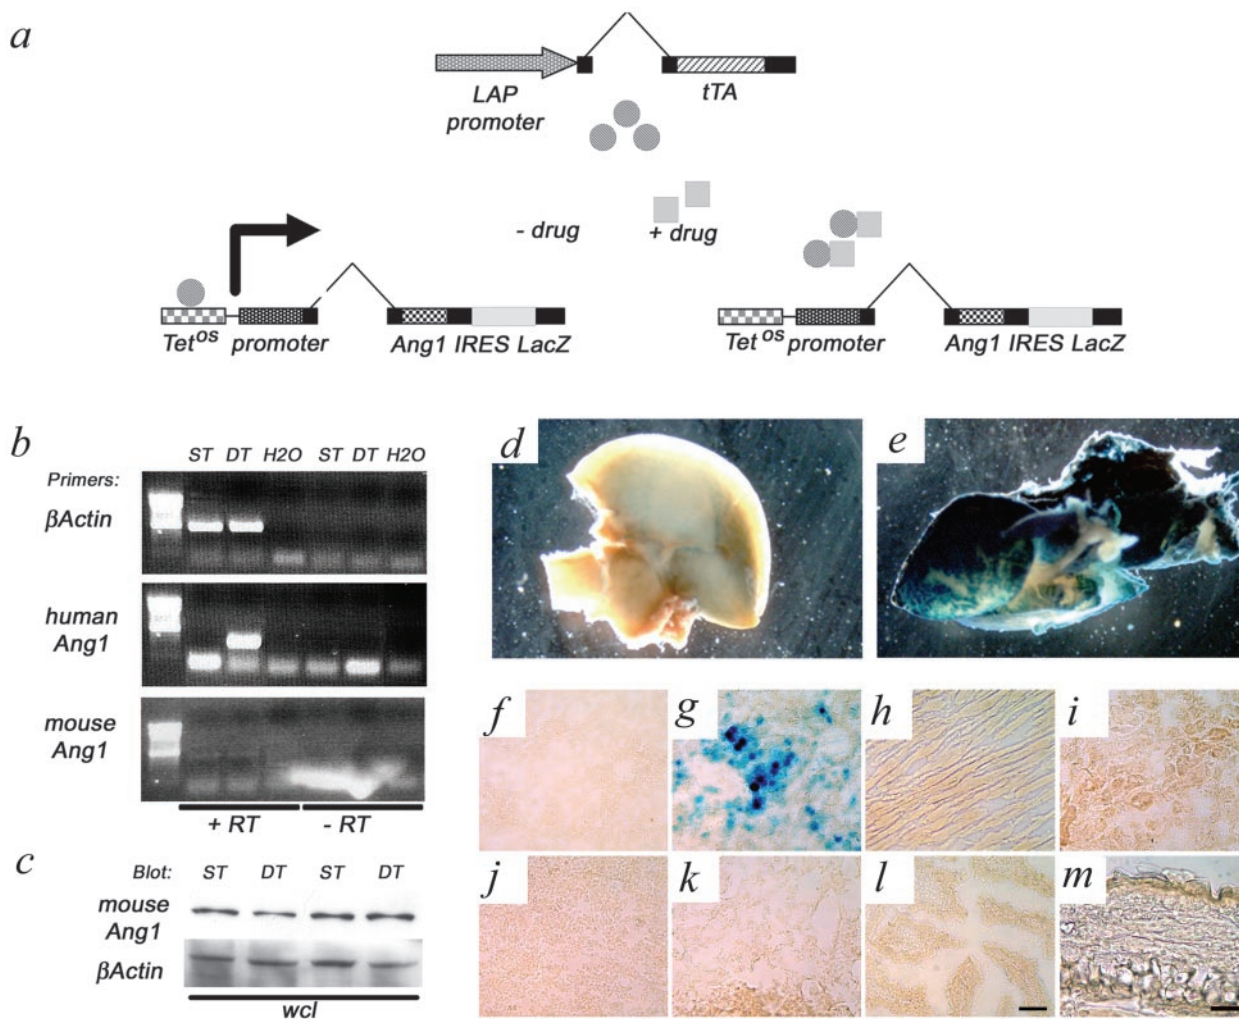 a
LAP
promoter
tTA
- drug
+ drug
Tet^os promoter
Ang1 IRES LacZ
Tet^os promoter
Ang1 IRES LacZ
b
ST DT H2O ST DT H2O
Primers:
βActin
human
Ang1
mouse
Ang1
+ RT
- RT
c
Blot:
ST DT ST DT
mouse
Ang1
βActin
wcl
d
e
f
g
h
i
j
k
l
m